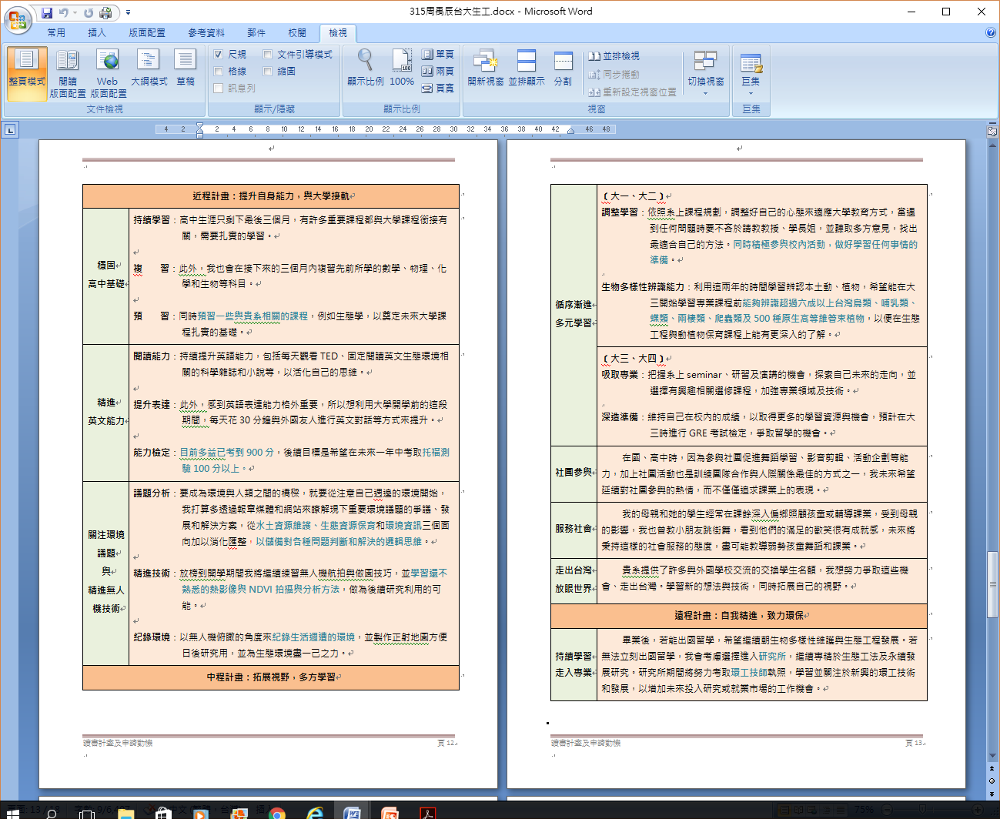 315周禹辰台大生工.docx - Microsoft Word
常用 插入 版面配置 參考資料 郵件 校閱 檢視
整頁模式 閱讀版面配置 Web 版面配置 大綱模式 草稿
文件檢視
尺規 文件引導模式
格線 縮圖
訊息列
顯示/隱藏
顯示比例 100% 單頁 兩頁 頁寬
顯示比例
開新視窗 並排顯示 分割
並排檢視
同步捲動
重新設定視窗位置
切換視窗
視窗
巨集
巨集
4 2 2 4 6 8 10 12 14 16 18 20 22 24 26 28 30 32 34 36 38 40 42 46 48
近程計畫：提升自身能力，與大學接軌
穩固
高中基礎
持續學習：高中生涯只剩下最後三個月，有許多重要課程都與大學課程銜接有
關，需要扎實的學習。
複 習：此外，我也會在接下來的三個月內複習先前所學的數學、物理、化
學和生物等科目。
預 習：同時預習一些與貴系相關的課程，例如生態學，以奠定未來大學課
程扎實的基礎。
精進
英文能力
閱讀能力：持續提升英語能力，包括每天觀看 TED、固定閱讀英文生態環境相
關的科學雜誌和小說等，以活化自己的思維。
提升表達：此外，感到英語表達能力格外重要，所以想利用大學開學前的這段
期間，每天花 30 分鐘與外國友人進行英文對話等方式來提升。
能力檢定：目前多益已考到 900 分，後續目標是希望在未來一年中考取托福測
驗 100 分以上。
關注環境
議題
與
精進無人
機技術
議題分析：要成為環境與人類之間的橋樑，就要從注意自己週邊的環境開始，
我打算多透過報章媒體和網站來瞭解現下重要環境議題的爭議、發
展和解決方案，從水土資源維護、生態資源保育和環境資訊三個面
向加以消化匯整，以儲備對各種問題判斷和解決的邏輯思維。
精進技術：放榜到開學期間我將繼續練習無人機航拍與做圖技巧，並學習還不
熟悉的熱影像與 NDVI 拍攝與分析方法，做為後續研究利用的可
能。
紀錄環境：以無人機俯瞰的角度來紀錄生活週遭的環境，並製作正射地圖方便
日後研究用，並為生態環境盡一己之力。
中程計畫：拓展視野，多方學習
讀書計畫及申請動機 頁 12
循序漸進
多元學習
（大一、大二）
調整學習：依照系上課程規劃，調整好自己的心態來適應大學教育方式，當遇
到任何問題時要不吝於請教教授、學長姐，並聽取多方意見，找出
最適合自己的方法。同時積極參與校內活動，做好學習任何事情的
準備。
生物多樣性辨識能力：利用這兩年的時間學習辨認本土動、植物，希望能在大
三開始學習專業課程前能夠辨識超過六成以上台灣鳥類、哺乳類、
蝶類、兩棲類、爬蟲類及 500 種原生高等維管束植物，以便在生態
工程與動植物保育課程上能有更深入的了解。
（大三、大四）
吸取專業：把握系上 seminar、研習及演講的機會，探索自己未來的走向，並
選擇有興趣相關選修課程，加強專業領域及技術。
深造準備：維持自己在校內的成績，以取得更多的學習資源與機會，預計在大
三時進行 GRE 考試檢定，爭取留學的機會。
社團參與
在國、高中時，因為參與社團促進舞蹈學習、影音剪輯、活動企劃等能
力，加上社團活動也是訓練團隊合作與人際關係最佳的方式之一，我未來希望
延續對社團參與的熱情，而不僅僅追求課業上的表現。
服務社會
我的母親和她的學生經常在課餘深入偏鄉照顧孩童或輔導課業，受到母親
的影響，我也曾教小朋友跳街舞，看到他們的滿足的歡笑很有成就感，未來將
秉持這樣的社會服務的態度，盡可能教導弱勢孩童舞蹈和課業。
走出台灣
放眼世界
貴系提供了許多與外國學校交流的交換學生名額，我想努力爭取這些機
會、走出台灣。學習新的想法與技術，同時拓展自己的視野。
遠程計畫：自我精進，致力環保
持續學習
走入專業
畢業後，若能出國留學，希望繼續朝生物多樣性維護與生態工程發展。若
無法立刻出國留學，我會考慮選擇進入研究所，繼續專精於生態工法及永續發
展研究。研究所期間將努力考取環工技師執照，學習並關注於新興的環工技術
和發展，以增加未來投入研究或就業市場的工作機會。
讀書計畫及申請動機 頁 13
75%